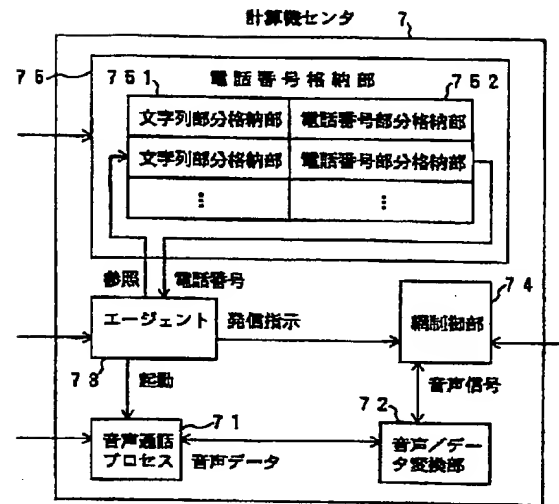 計算機センタ 7
75 751 電話番号格納部 752
文字列部分格納部 電話番号部分格納部
文字列部分格納部 電話番号部分格納部
⋮ ⋮
参照 電話番号
74
エージェント 発信指示 網制御部
73 起動 音声信号
71 72
音声通話 音声/デー
プロセス 音声データ タ変換部